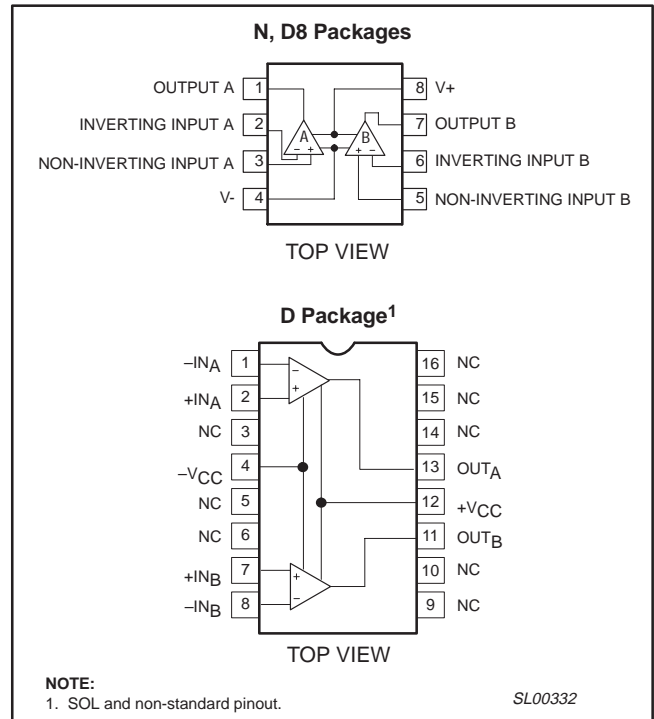 N, D8 Packages
OUTPUT A 1 8 V+
INVERTING INPUT A 2 A B 7 OUTPUT B
NON-INVERTING INPUT A 3 – + + – 6 INVERTING INPUT B
V- 4 5 NON-INVERTING INPUT B
TOP VIEW
D Package1
–INA 1 – 16 NC
+INA 2 + 15 NC
NC 3 14 NC
–VCC 4 13 OUTA
NC 5 12 +VCC
NC 6 11 OUTB
+INB 7 + 10 NC
–INB 8 – 9 NC
TOP VIEW
NOTE:
1. SOL and non-standard pinout.
SL00332